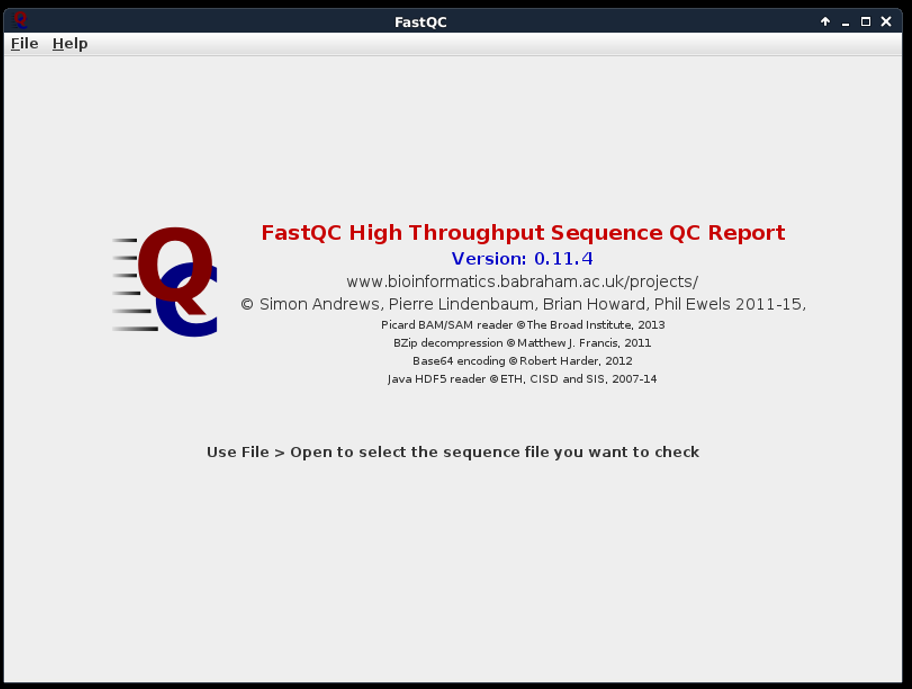 FastQC
File Help
QC
FastQC High Throughput Sequence QC Report
Version: 0.11.4
www.bioinformatics.babraham.ac.uk/projects/
© Simon Andrews, Pierre Lindenbaum, Brian Howard, Phil Ewels 2011-15,
Picard BAM/SAM reader ©The Broad Institute, 2013
BZip decompression ©Matthew J. Francis, 2011
Base64 encoding ©Robert Harder, 2012
Java HDF5 reader ©ETH, CISD and SIS, 2007-14
Use File > Open to select the sequence file you want to check